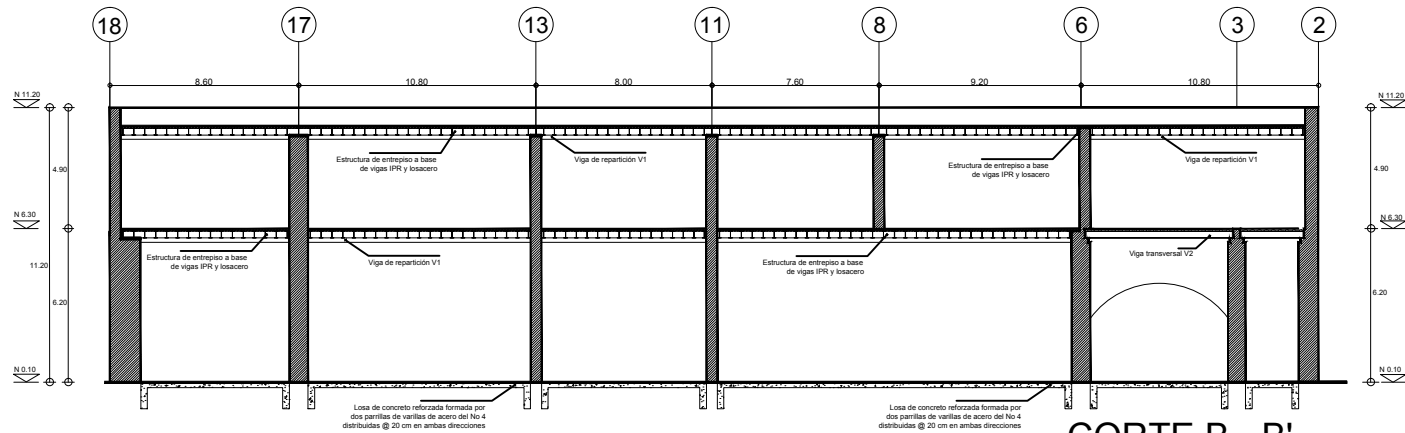 18
17
13
11
8
6
3
2
8.60
10.80
8.00
7.60
9.20
10.80
N 11.20
N 11.20
Estructura de entrepiso a base
de vigas IPR y losacero
Viga de repartición V1
Estructura de entrepiso a base
de vigas IPR y losacero
Viga de repartición V1
4.90
4.90
N 6.30
N 6.30
Estructura de entrepiso a base
de vigas IPR y losacero
Viga de repartición V1
Estructura de entrepiso a base
de vigas IPR y losacero
Viga transversal V2
11.20
6.20
6.20
N 0.10
N 0.10
Losa de concreto reforzada formada por
dos parrillas de varillas de acero del No 4
distribuidas @ 20 cm en ambas direcciones
Losa de concreto reforzada formada por
dos parrillas de varillas de acero del No 4
distribuidas @ 20 cm en ambas direcciones